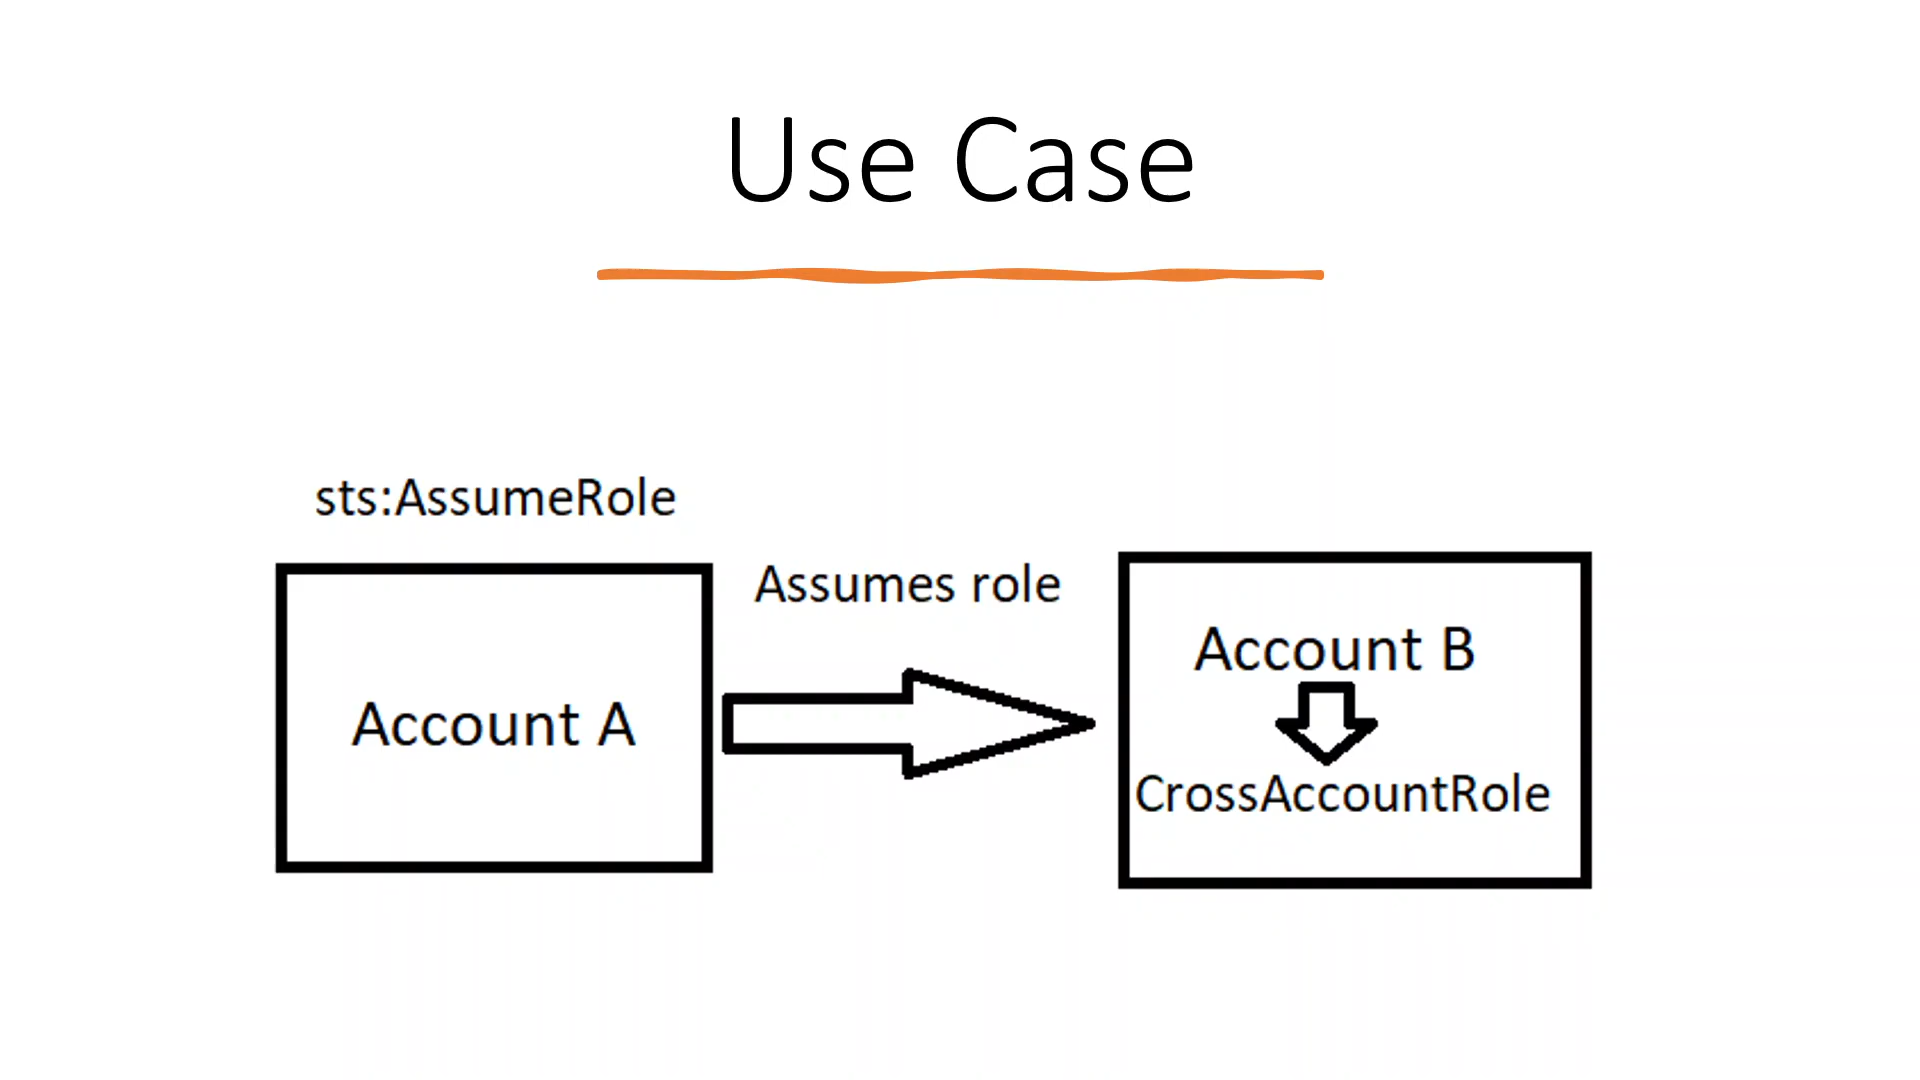 Use Case
sts:AssumeRole
Assumes role
Account A
Account B
CrossAccountRole